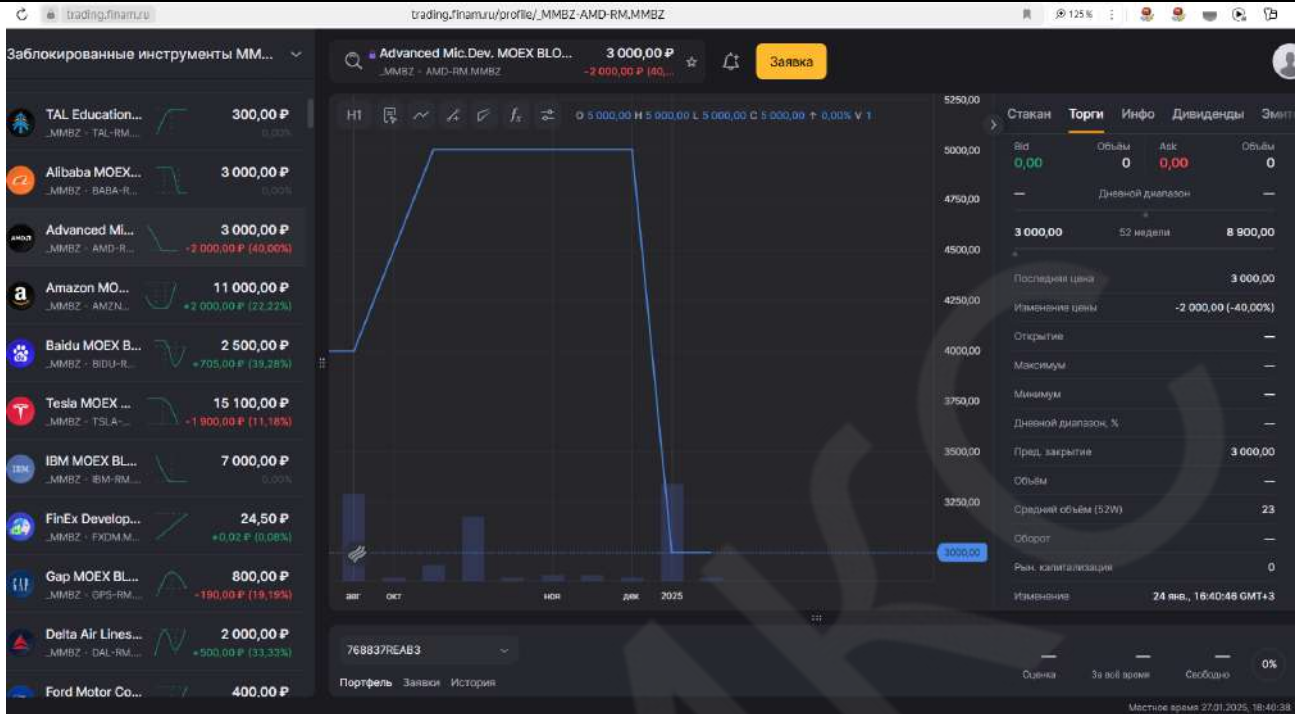 trading.finam.ru
trading.finam.ru/profile/_MMBZ-AMD-RM.MMBZ
125 %
Заблокированные инструменты ММ...
TAL Education...
300,00 ₽
_MMBZ - TAL-RM....
0,00%
Alibaba MOEX...
3 000,00 ₽
_MMBZ - BABA-R...
0,00%
Advanced Mi...
3 000,00 ₽
_MMBZ - AMD-R...
-2 000,00 ₽ (40,00%)
Amazon MO...
11 000,00 ₽
_MMBZ - AMZN...
+2 000,00 ₽ (22,22%)
Baidu MOEX B...
2 500,00 ₽
_MMBZ - BIDU-R...
+705,00 ₽ (39,28%)
Tesla MOEX ...
15 100,00 ₽
_MMBZ - TSLA-...
-1 900,00 ₽ (11,18%)
IBM MOEX BL...
7 000,00 ₽
_MMBZ - IBM-RM....
0,00%
FinEx Develop...
24,50 ₽
_MMBZ - FXDM.M...
+0,02 ₽ (0,08%)
Gap MOEX BL...
800,00 ₽
_MMBZ - GPS-RM....
-190,00 ₽ (19,19%)
Delta Air Lines...
2 000,00 ₽
_MMBZ - DAL-RM....
+500,00 ₽ (33,33%)
Ford Motor Co...
400,00 ₽
Advanced Mic.Dev. MOEX BLO...
3 000,00 ₽
_MMBZ - AMD-RM.MMBZ
-2 000,00 ₽ (40,...
Заявка
H1
O 5 000,00 H 5 000,00 L 5 000,00 C 5 000,00 ↑ 0,00% V 1
5250,00
5000,00
4750,00
4500,00
4250,00
4000,00
3750,00
3500,00
3250,00
3000,00
авг окт ноя дек 2025
768837REAB3
Портфель Заявки История
Оценка За всё время Свободно
0%
Стакан Торги Инфо Дивиденды Эмит
Bid Объём Ask Объём
0,00 0 0,00 0
— Дневной диапазон —
3 000,00 52 недели 8 900,00
Последняя цена 3 000,00
Изменение цены -2 000,00 (-40,00%)
Открытие —
Максимум —
Минимум —
Дневной диапазон, % —
Пред. закрытие 3 000,00
Объём —
Средний объём (52W) 23
Оборот —
Рын. капитализация 0
Изменение 24 янв., 16:40:46 GMT+3
Местное время 27.01.2025, 18:40:38